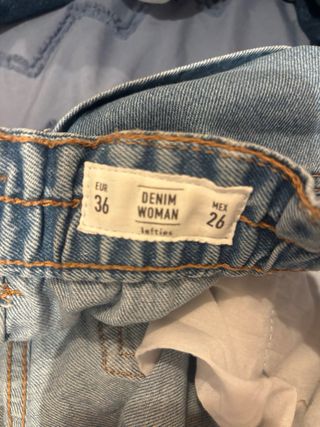 EUR
36
DENIM
WOMAN
lefties
MEX
26